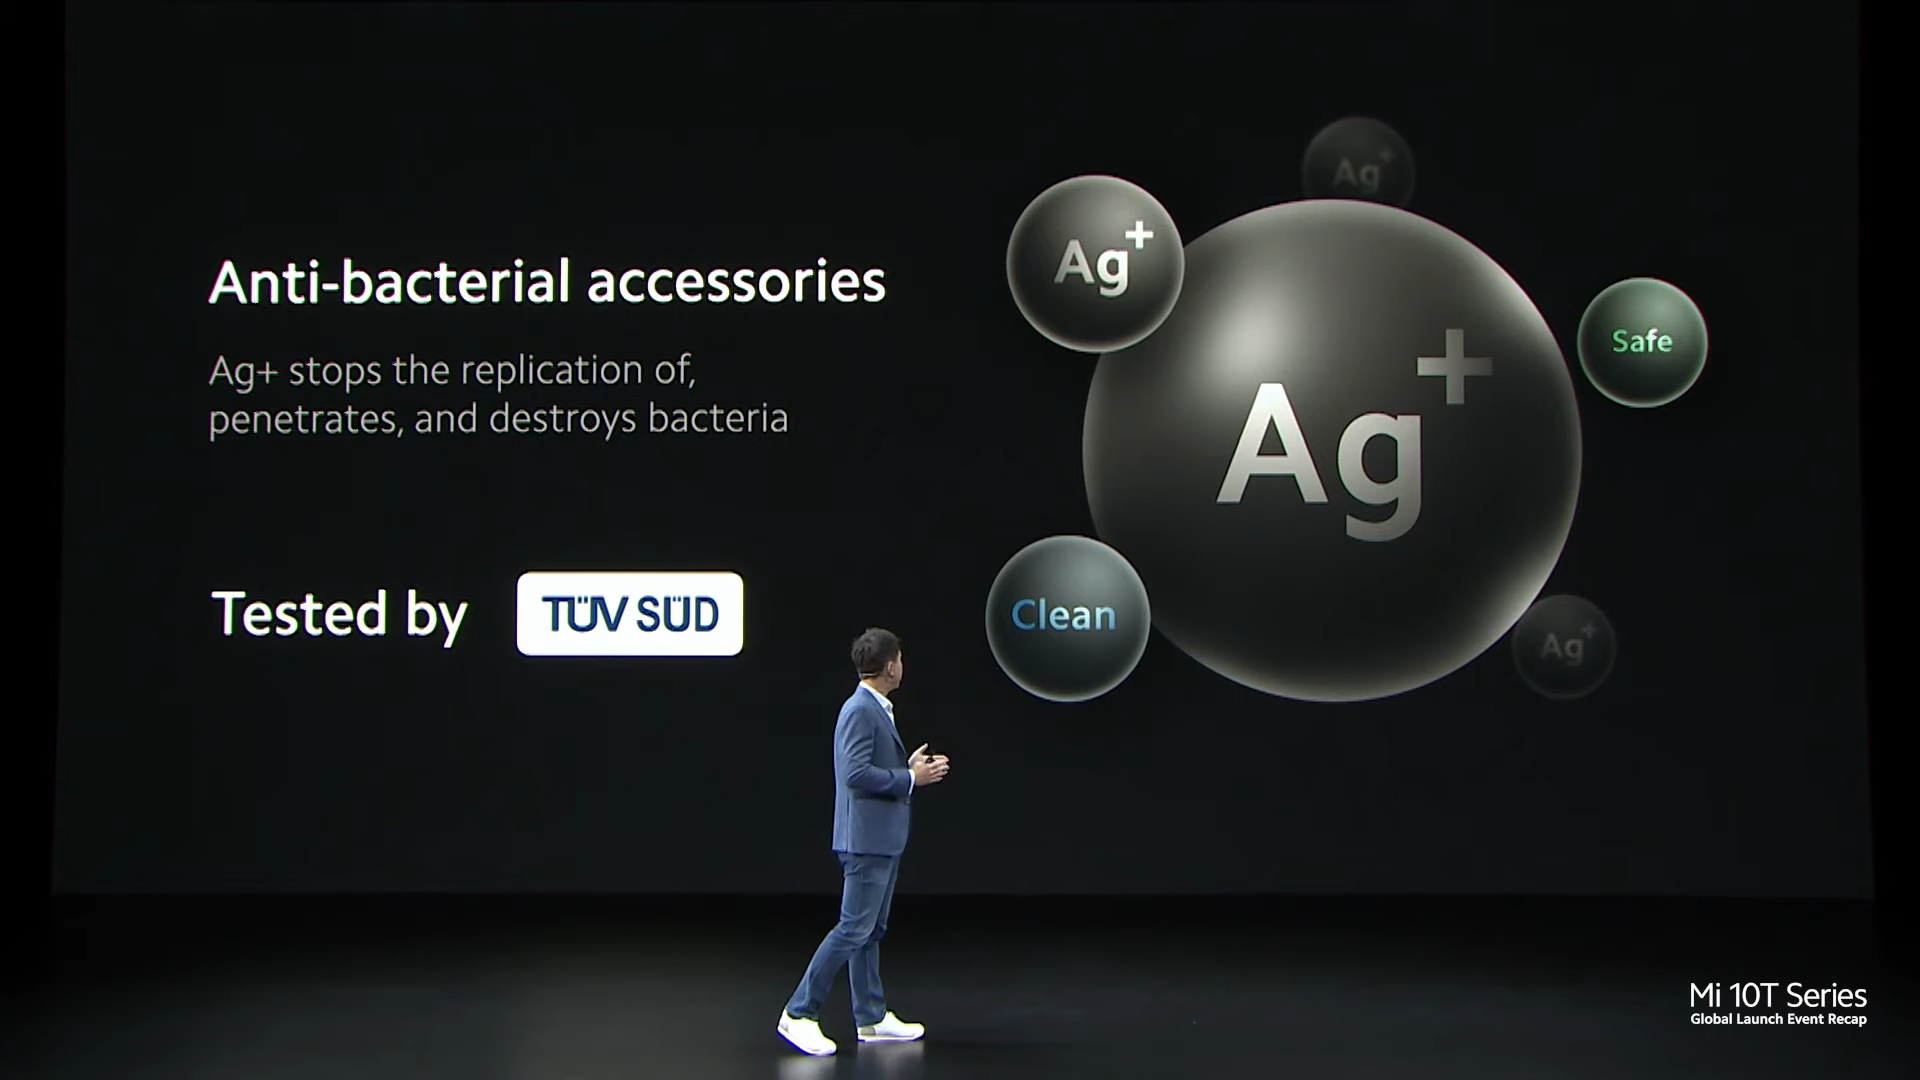 Anti-bacterial accessories
Ag+ stops the replication of,
penetrates, and destroys bacteria
Tested by TÜV SÜD
Ag+
Ag+
Ag+
Safe
Clean
Ag+
Mi 10T Series
Global Launch Event Recap